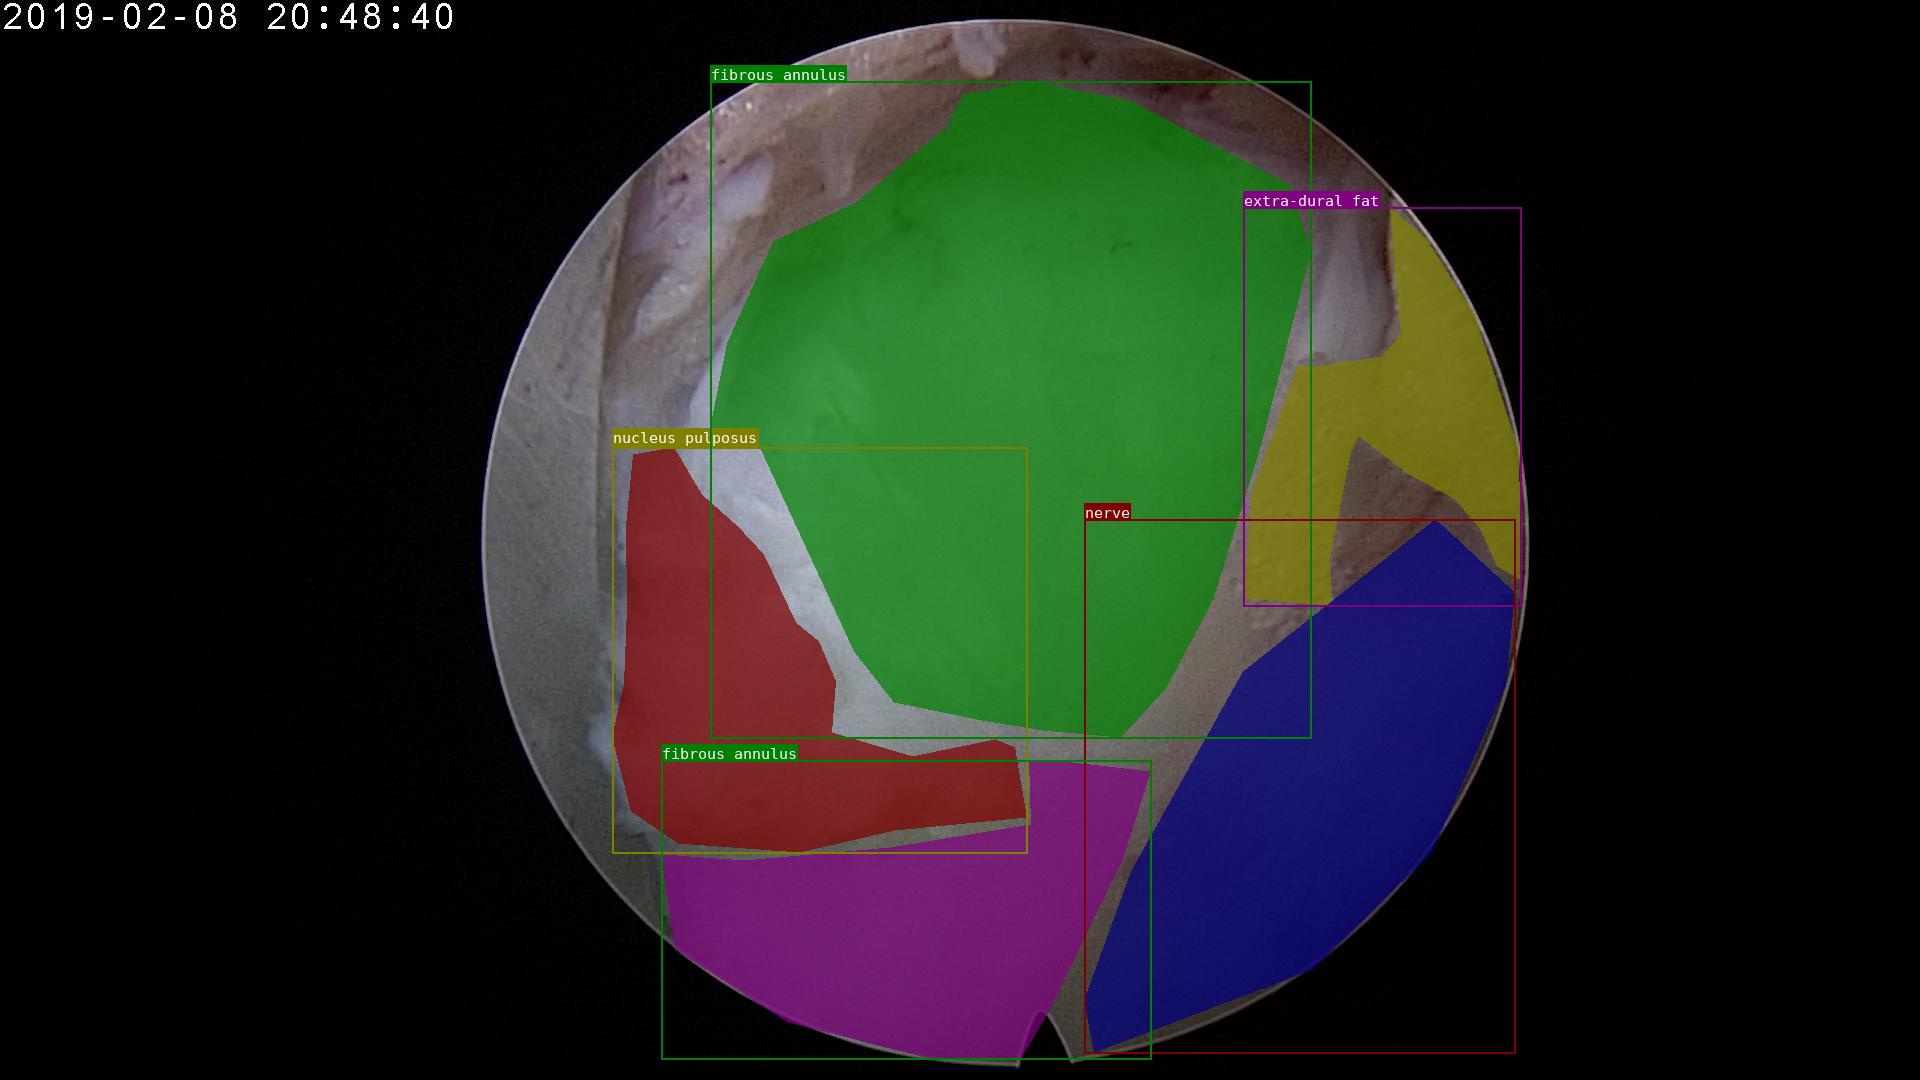 2019-02-08 20:48:40
fibrous annulus
extra-dural fat
nucleus pulposus
nerve
fibrous annulus